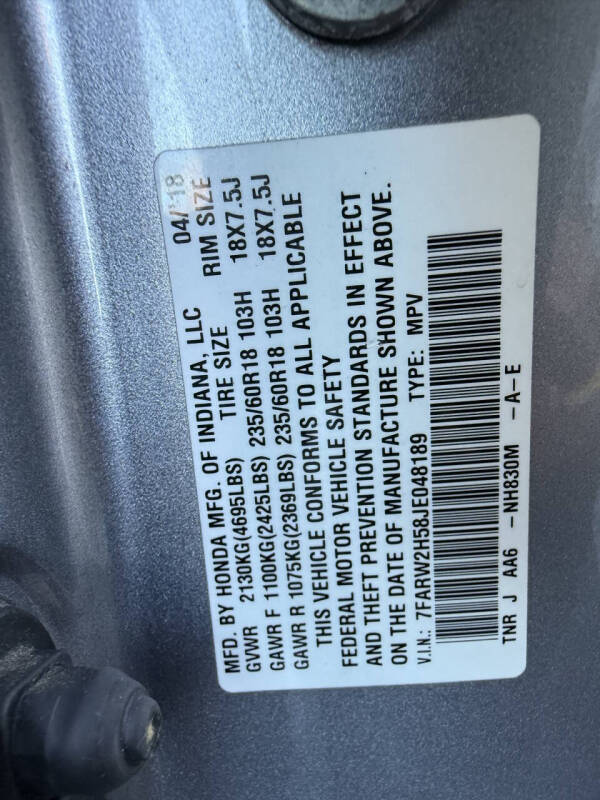 MFD. BY HONDA MFG. OF INDIANA, LLC 04/18
GVWR 2130KG(4695LBS) TIRE SIZE RIM SIZE
GAWR F 1100KG(2425LBS) 235/60R18 103H 18X7.5J
GAWR R 1075KG(2369LBS) 235/60R18 103H 18X7.5J
THIS VEHICLE CONFORMS TO ALL APPLICABLE
FEDERAL MOTOR VEHICLE SAFETY
AND THEFT PREVENTION STANDARDS IN EFFECT
ON THE DATE OF MANUFACTURE SHOWN ABOVE.
V.I.N.: 7FARW2H58JE048189 TYPE: MPV
TNR J AA6 -NH830M -A-E